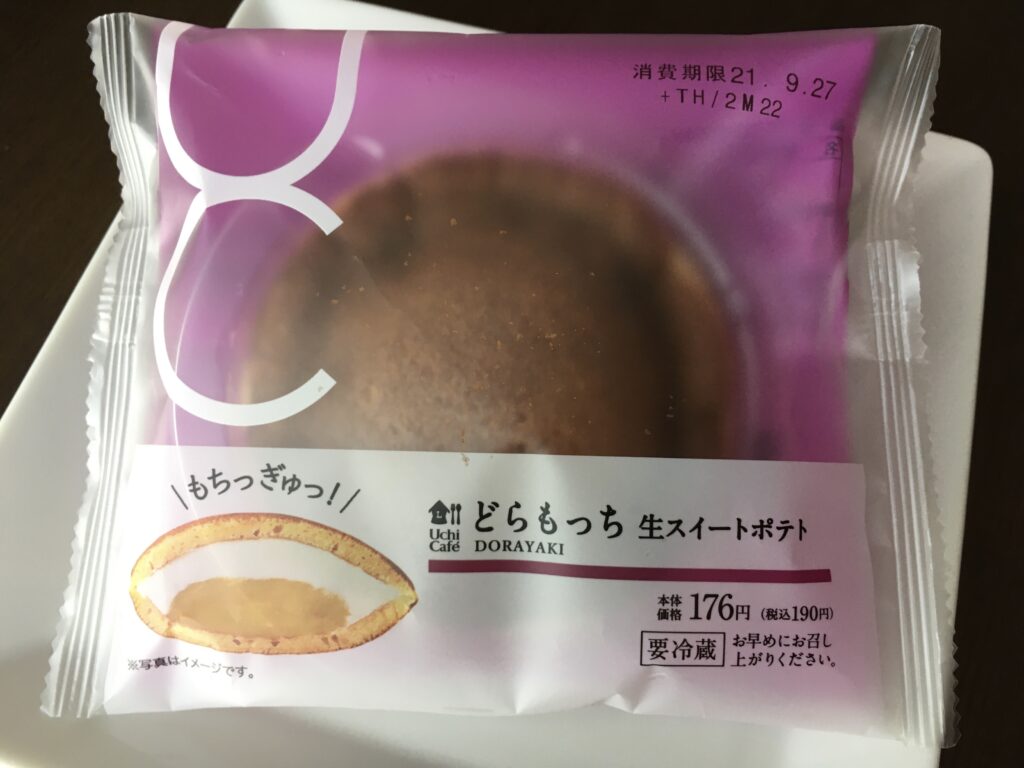 消費期限21. 9.27
+TH/2M22
UC
\もちっぎゅっ!/
Uchi
Café
どらもっち 生スイートポテト
DORAYAKI
本体
価格 176円 (税込190円)
要冷蔵
お早めにお召し
上がりください。
※写真はイメージです。